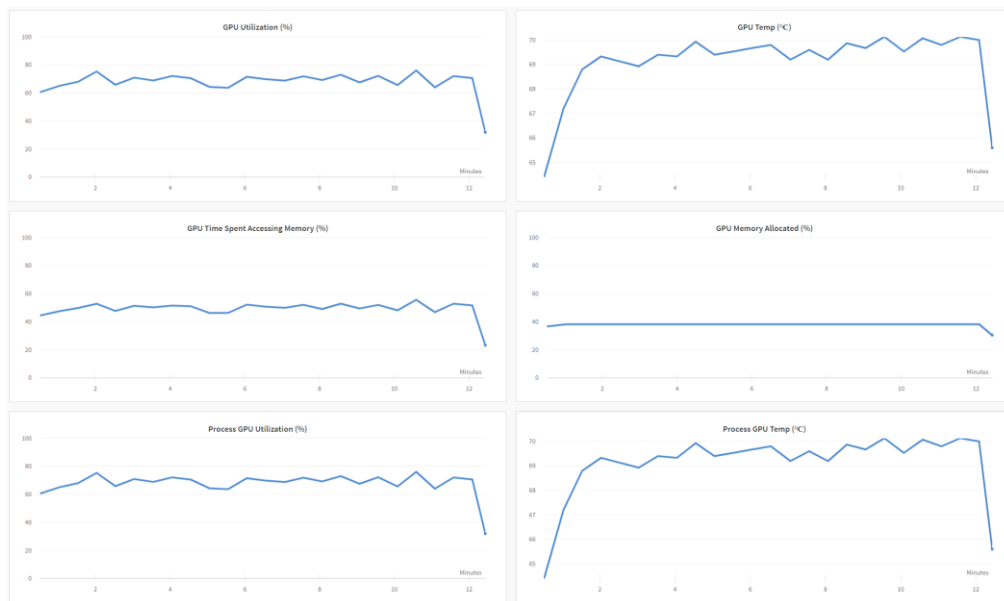 GPU Utilization (%)
100
80
60
40
20
0
Minutes
2 4 6 8 10 12
GPU Temp (℃)
70
69
68
67
66
65
Minutes
2 4 6 8 10 12
GPU Time Spent Accessing Memory (%)
100
80
60
40
20
0
Minutes
2 4 6 8 10 12
GPU Memory Allocated (%)
100
80
60
40
20
0
Minutes
2 4 6 8 10 12
Process GPU Utilization (%)
100
80
60
40
20
0
Minutes
2 4 6 8 10 12
Process GPU Temp (℃)
70
69
68
67
66
65
Minutes
2 4 6 8 10 12